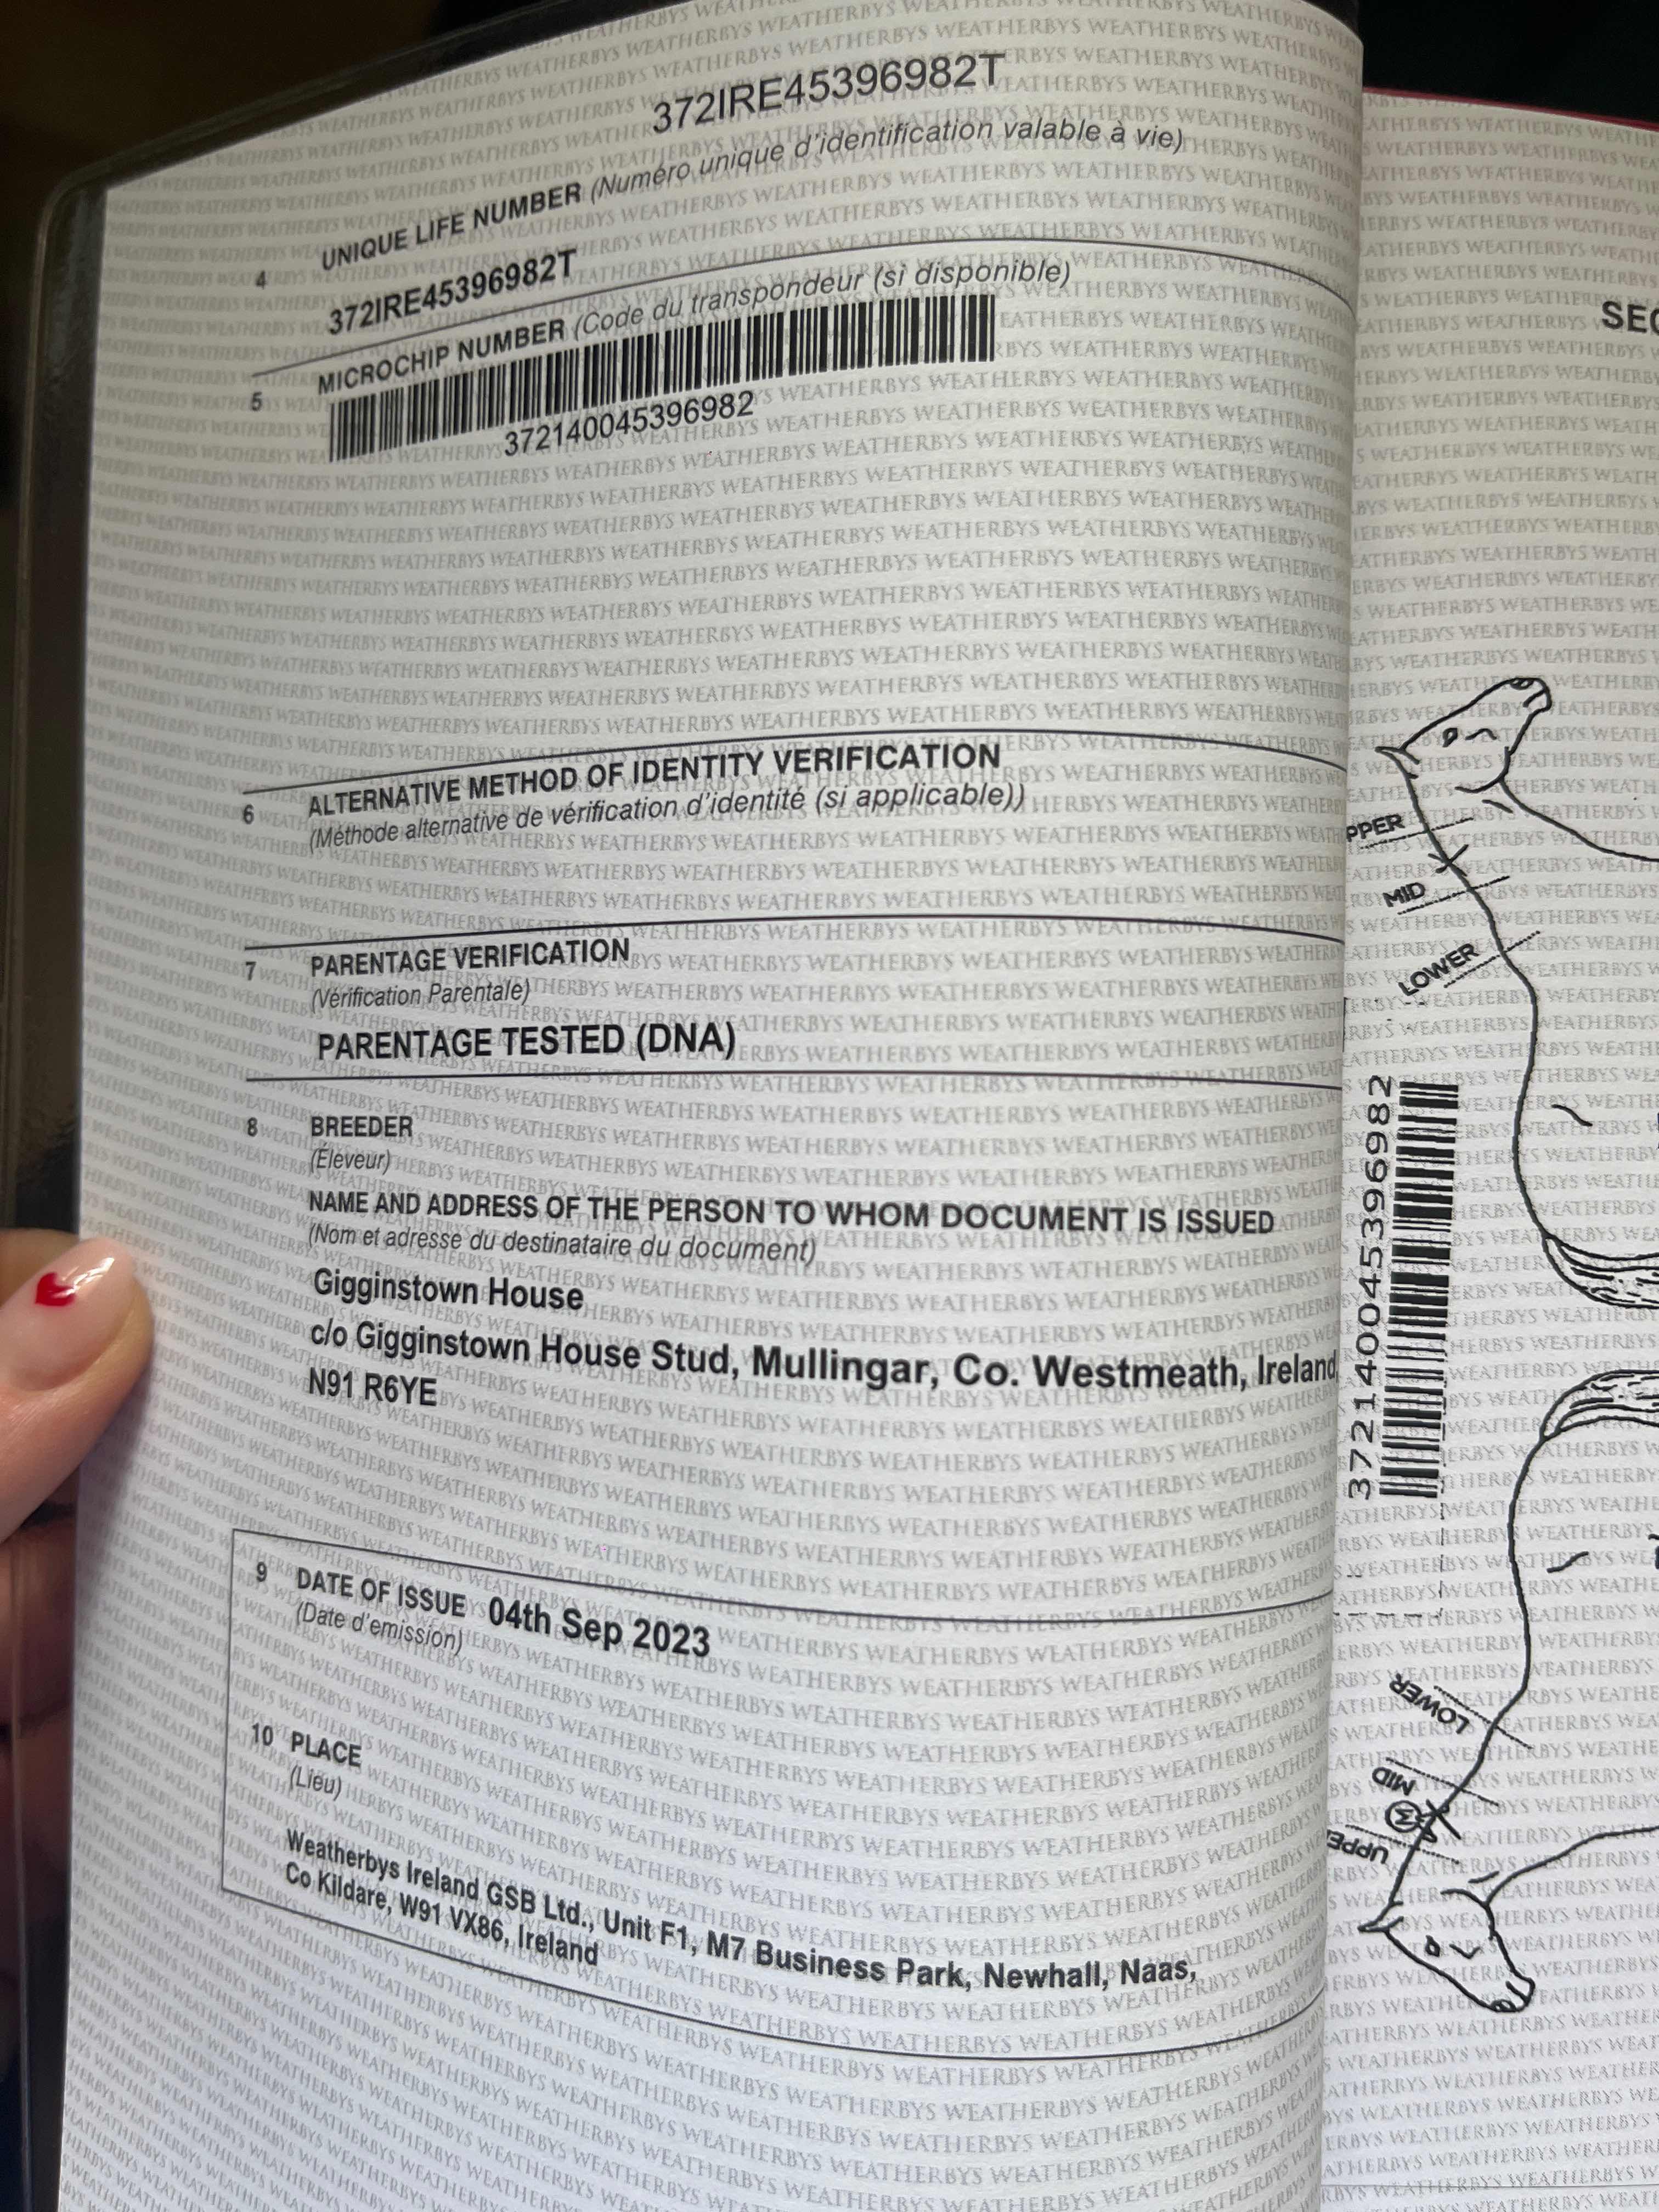 372IRE45396982T
4 UNIQUE LIFE NUMBER (Numéro unique d'identification valable à vie)
372IRE45396982T
5 MICROCHIP NUMBER (Code du transpondeur (si disponible)
372140045396982
6 ALTERNATIVE METHOD OF IDENTITY VERIFICATION
(Méthode alternative de vérification d'identité (si applicable))
7 PARENTAGE VERIFICATION
(Vérification Parentale)
PARENTAGE TESTED (DNA)
8 BREEDER
(Éleveur)
NAME AND ADDRESS OF THE PERSON TO WHOM DOCUMENT IS ISSUED
(Nom et adresse du destinataire du document)
Gigginstown House
c/o Gigginstown House Stud, Mullingar, Co. Westmeath, Ireland
N91 R6YE
9 DATE OF ISSUE 04th Sep 2023
(Date d'emission)
10 PLACE
(Lieu)
Weatherbys Ireland GSB Ltd., Unit F1, M7 Business Park, Newhall, Naas,
Co Kildare, W91 VX86, Ireland
SEC
PPER
MID
LOWER
372140045396982
LOWER
MID
W
UPPE
WEATHERBYS